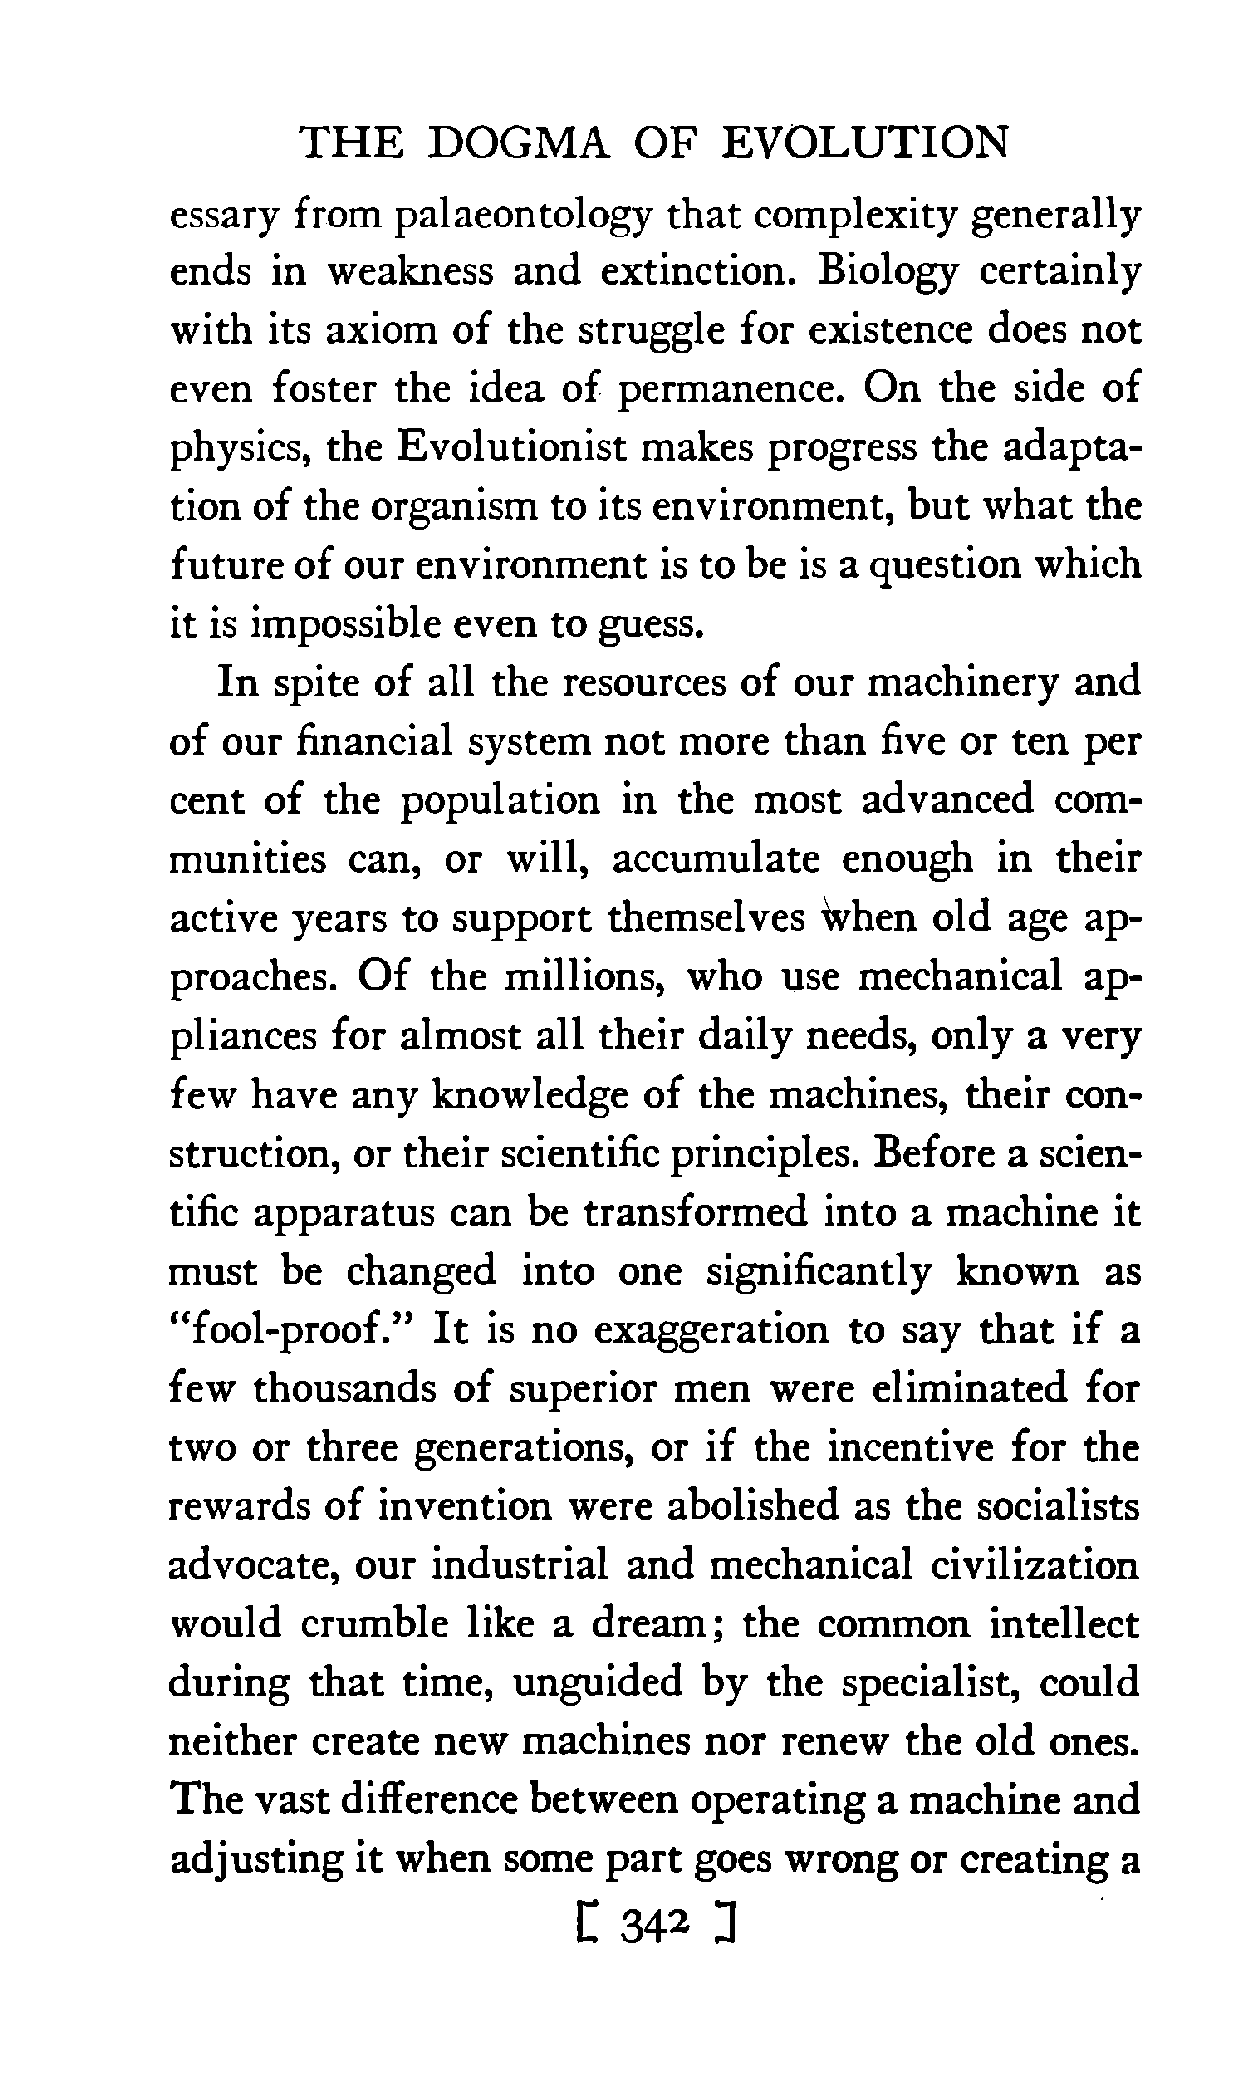 THE DOGMA OF EVOLUTION
essary from palaeontology that complexity generally
ends in weakness and extinction. Biology certainly
with its axiom of the struggle for existence does not
even foster the idea of permanence. On the side of
physics, the Evolutionist makes progress the adapta-
tion of the organism to its environment, but what the
future of our environment is to be is a question which
it is impossible even to guess.
In spite of all the resources of our machinery and
of our financial system not more than five or ten per
cent of the population in the most advanced com-
munities can, or will, accumulate enough in their
active years to support themselves when old age ap-
proaches. Of the millions, who use mechanical ap-
pliances for almost all their daily needs, only a very
few have any knowledge of the machines, their con-
struction, or their scientific principles. Before a scien-
tific apparatus can be transformed into a machine it
must be changed into one significantly known as
“fool-proof.” It is no exaggeration to say that if a
few thousands of superior men were eliminated for
two or three generations, or if the incentive for the
rewards of invention were abolished as the socialists
advocate, our industrial and mechanical civilization
would crumble like a dream; the common intellect
during that time, unguided by the specialist, could
neither create new machines nor renew the old ones.
The vast difference between operating a machine and
adjusting it when some part goes wrong or creating a
[ 342 ]